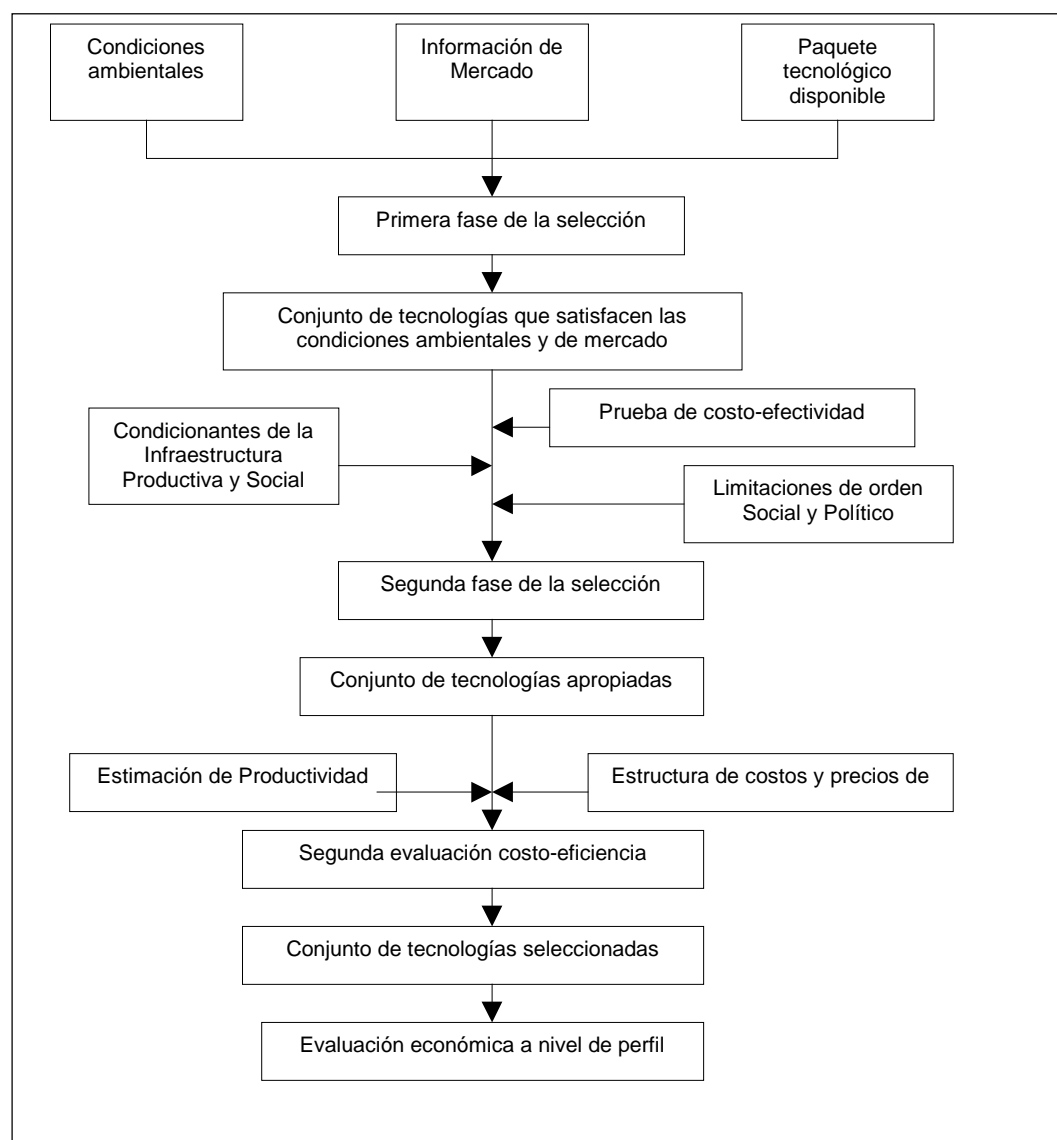 Condiciones
ambientales
Información de
Mercado
Paquete
tecnológico
disponible
Primera fase de la selección
Conjunto de tecnologías que satisfacen las
condiciones ambientales y de mercado
Prueba de costo-efectividad
Condicionantes de la
Infraestructura
Productiva y Social
Limitaciones de orden
Social y Político
Segunda fase de la selección
Conjunto de tecnologías apropiadas
Estimación de Productividad
Estructura de costos y precios de
Segunda evaluación costo-eficiencia
Conjunto de tecnologías seleccionadas
Evaluación económica a nivel de perfil